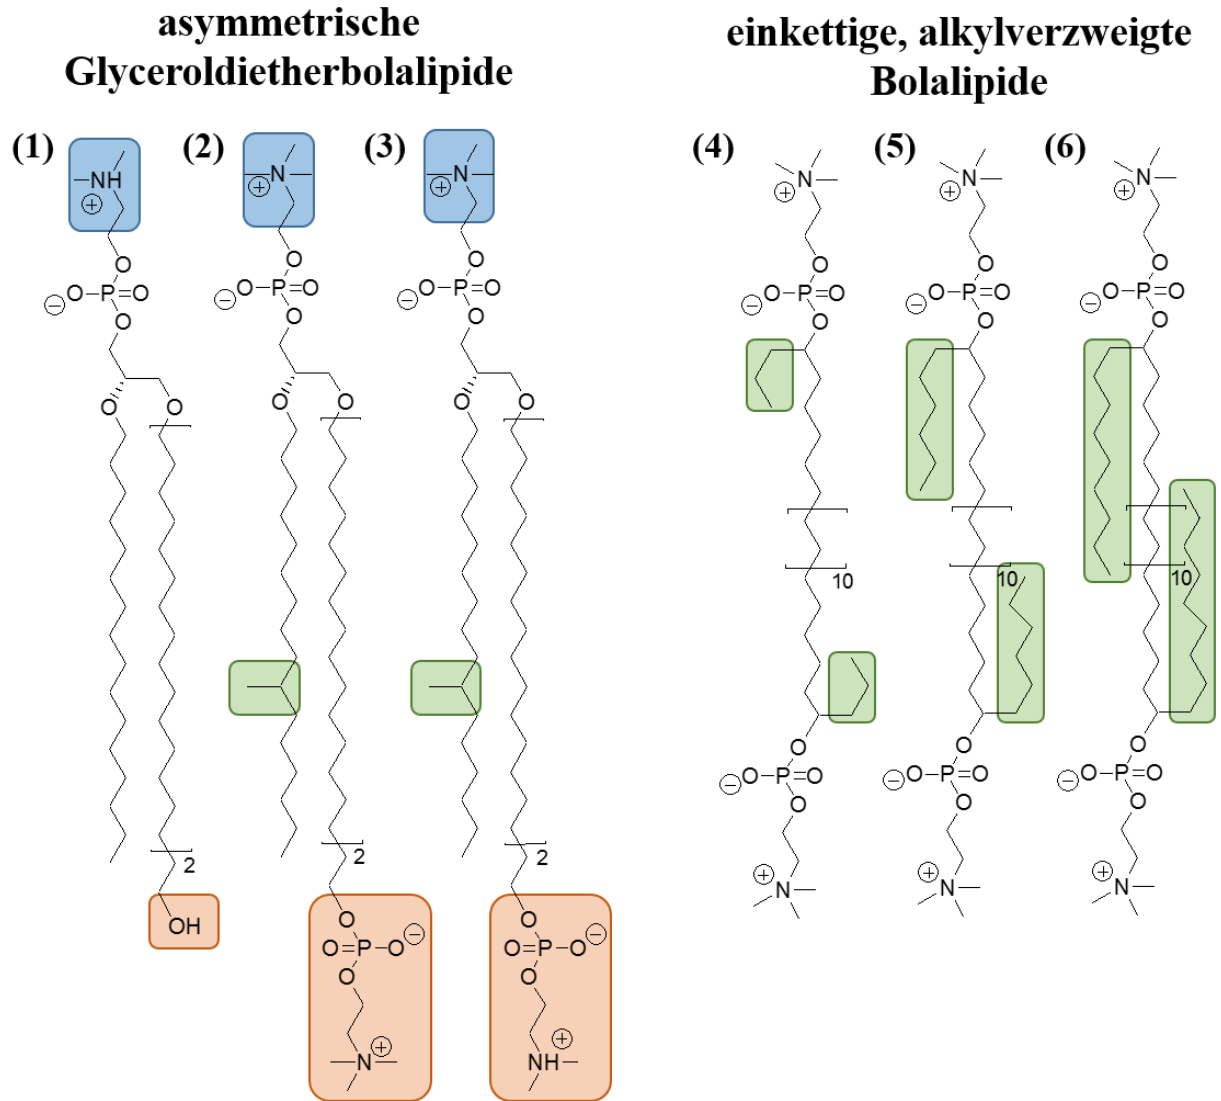 asymmetrische
Glyceroldietherbolalipide
einkettige, alkylverzweigte
Bolalipide
(1)
(2)
(3)
(4)
(5)
(6)
NH
⊕
N
⊕
N
⊕
N
⊕
N
⊕
N
⊕
O
O
O
O
O
O
⊖ O–P=O
⊖ O–P=O
⊖ O–P=O
⊖ O–P=O
⊖ O–P=O
⊖ O–P=O
O
O
O
O
O
O
O O
O O
O O
10
10
10
2
2
2
OH
O
O=P–O ⊖
O
N ⊕
O
O=P–O ⊖
O
NH ⊕
O
⊖ O–P=O
O
⊕ N
O
⊖ O–P=O
O
⊕ N
O
⊖ O–P=O
O
⊕ N